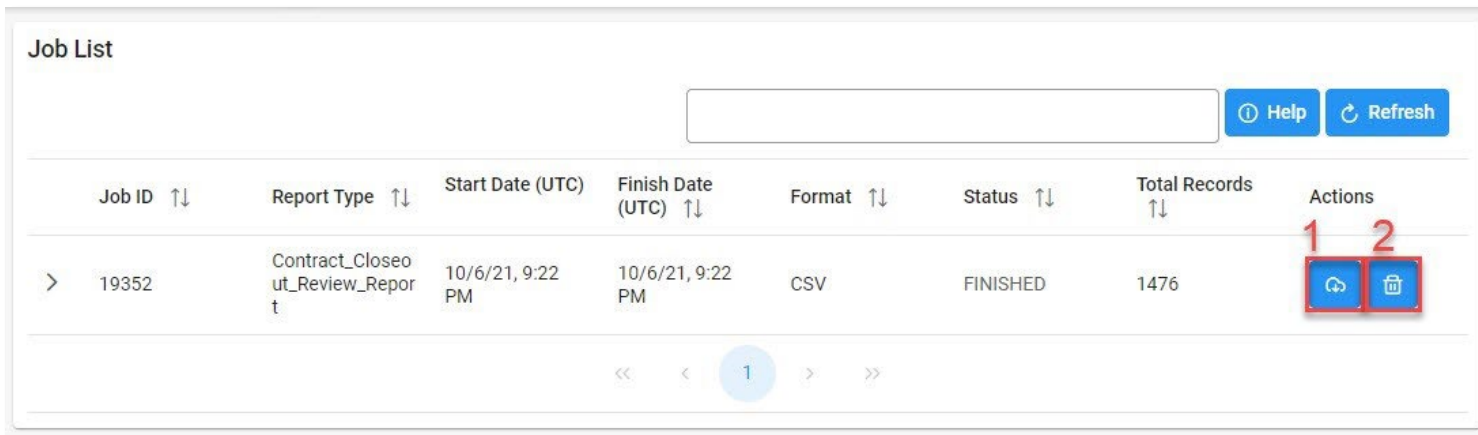 Job List
Help
Refresh
Job ID
Report Type
Start Date (UTC)
Finish Date
(UTC)
Format
Status
Total Records
Actions
1
2
19352
Contract_Closeo
ut_Review_Repor
t
10/6/21, 9:22
PM
10/6/21, 9:22
PM
CSV
FINISHED
1476
1